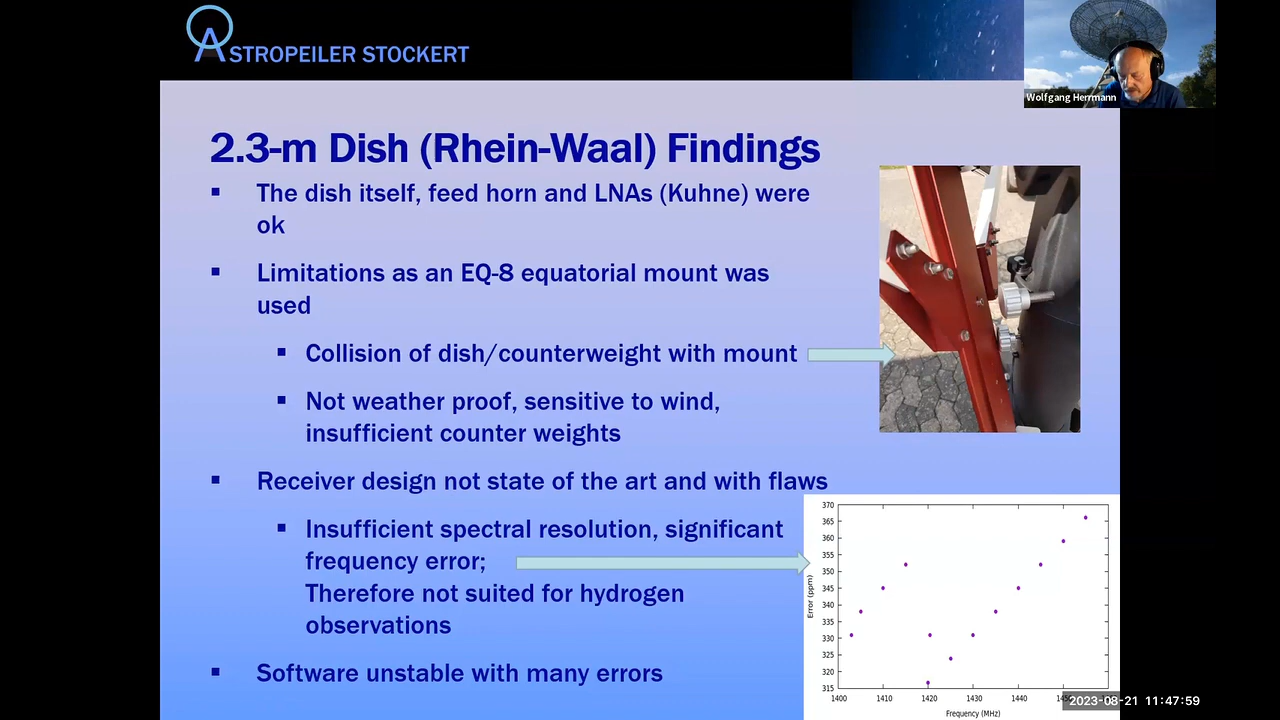 ASTROPEILER STOCKERT
Wolfgang Herrmann
2.3-m Dish (Rhein-Waal) Findings
The dish itself, feed horn and LNAs (Kuhne) were
ok
Limitations as an EQ-8 equatorial mount was
used
Collision of dish/counterweight with mount
Not weather proof, sensitive to wind,
insufficient counter weights
Receiver design not state of the art and with flaws
Insufficient spectral resolution, significant
frequency error;
Therefore not suited for hydrogen
observations
Software unstable with many errors
370
365
360
355
350
345
340
335
330
325
320
315
Error (ppm)
1400 1410 1420 1430 1440
Frequency (MHz)
2023-08-21 11:47:59